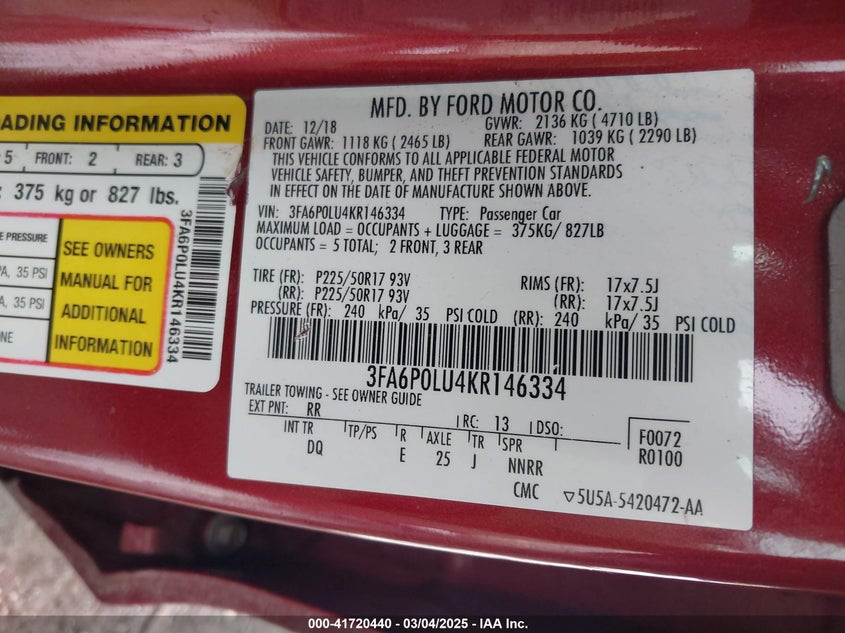 ADING INFORMATION
5 FRONT: 2 REAR: 3
: 375 kg or 827 lbs.
E PRESSURE
PA, 35 PSI
A, 35 PSI
NE
SEE OWNERS
MANUAL FOR
ADDITIONAL
INFORMATION
3FA6P0LU4KR146334
MFD. BY FORD MOTOR CO.
DATE: 12/18 GVWR: 2136 KG ( 4710 LB)
FRONT GAWR: 1118 KG ( 2465 LB) REAR GAWR: 1039 KG ( 2290 LB)
THIS VEHICLE CONFORMS TO ALL APPLICABLE FEDERAL MOTOR
VEHICLE SAFETY, BUMPER, AND THEFT PREVENTION STANDARDS
IN EFFECT ON THE DATE OF MANUFACTURE SHOWN ABOVE.
VIN: 3FA6P0LU4KR146334 TYPE: Passenger Car
MAXIMUM LOAD = OCCUPANTS + LUGGAGE = 375KG/ 827LB
OCCUPANTS = 5 TOTAL; 2 FRONT, 3 REAR
TIRE (FR): P225/50R17 93V RIMS (FR): 17x7.5J
(RR): P225/50R17 93V (RR): 17x7.5J
PRESSURE (FR): 240 kPa/ 35 PSI COLD (RR): 240 kPa/ 35 PSI COLD
3FA6P0LU4KR146334
TRAILER TOWING - SEE OWNER GUIDE
EXT PNT: RR RC: 13 DSO:
INT TR TP/PS R AXLE TR SPR
DQ E 25 J NNRR
F0072
R0100
CMC ▽5U5A-5420472-AA
000-41720440 - 03/04/2025 - IAA Inc.